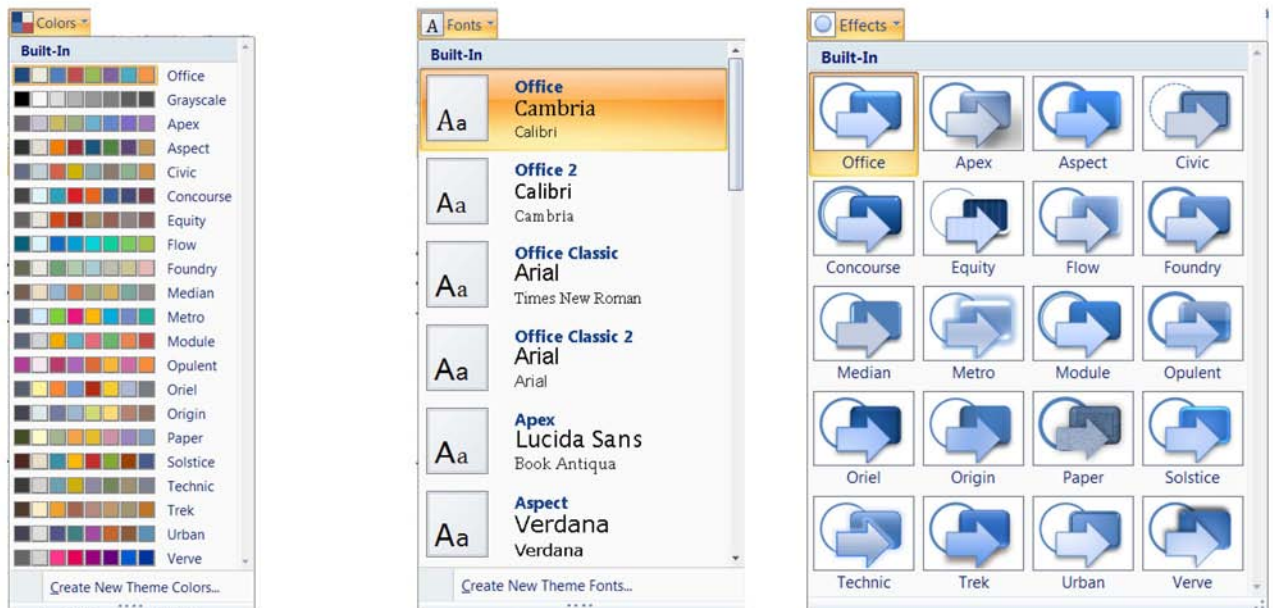 Colors
Built-In
Office
Grayscale
Apex
Aspect
Civic
Concourse
Equity
Flow
Foundry
Median
Metro
Module
Opulent
Oriel
Origin
Paper
Solstice
Technic
Trek
Urban
Verve
Create New Theme Colors...
A Fonts
Built-In
Aa
Office
Cambria
Calibri
Aa
Office 2
Calibri
Cambria
Aa
Office Classic
Arial
Times New Roman
Aa
Office Classic 2
Arial
Arial
Aa
Apex
Lucida Sans
Book Antiqua
Aa
Aspect
Verdana
Verdana
Create New Theme Fonts...
Effects
Built-In
Office Apex Aspect Civic
Concourse Equity Flow Foundry
Median Metro Module Opulent
Oriel Origin Paper Solstice
Technic Trek Urban Verve